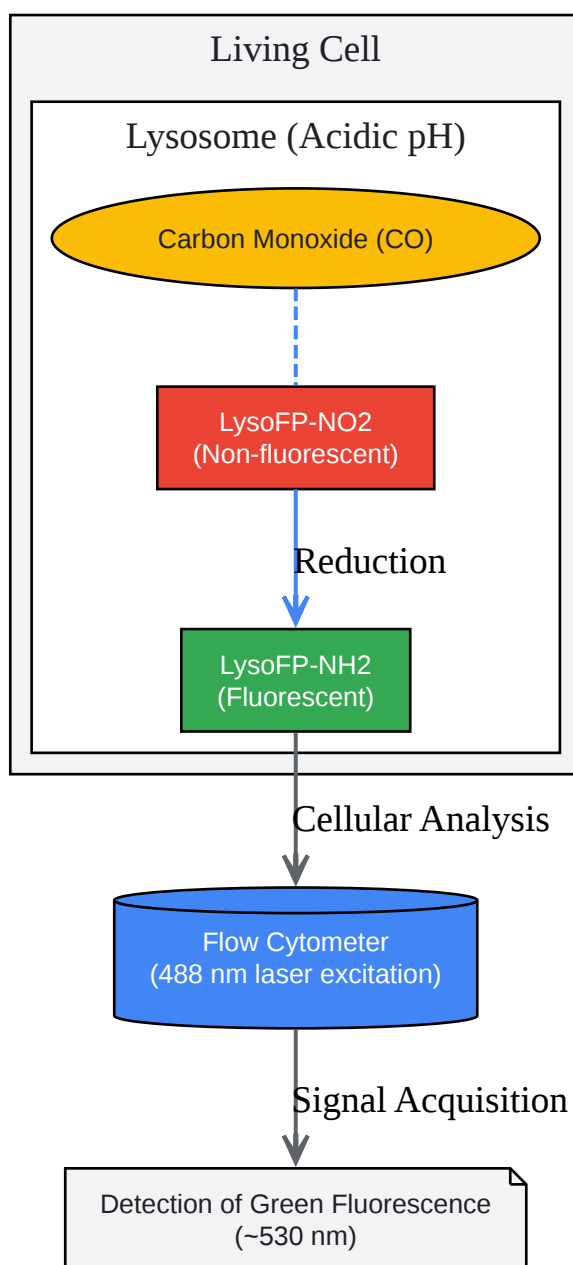 Living Cell
Lysosome (Acidic pH)
Carbon Monoxide (CO)
LysoFP-NO2
(Non-fluorescent)
Reduction
LysoFP-NH2
(Fluorescent)
Cellular Analysis
Flow Cytometer
(488 nm laser excitation)
Signal Acquisition
Detection of Green Fluorescence
(~530 nm)